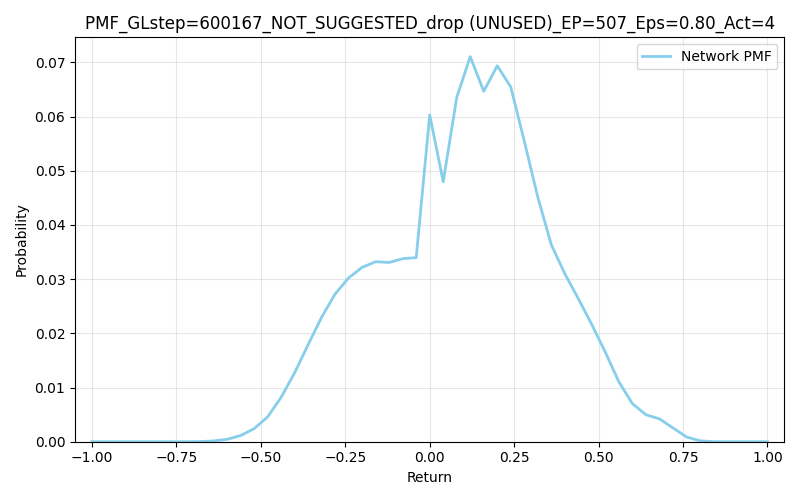 PMF_GLstep=600167_NOT_SUGGESTED_drop (UNUSED)_EP=507_Eps=0.80_Act=4
Network PMF
0.07
0.06
0.05
0.04
0.03
0.02
0.01
0.00
Probability
−1.00 −0.75 −0.50 −0.25 0.00 0.25 0.50 0.75 1.00
Return